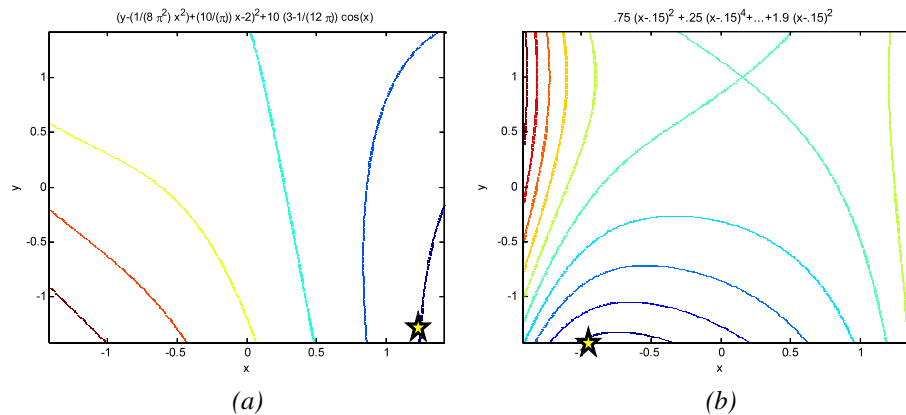 (y-(1/(8 π²) x²)+(10/(π)) x-2)²+10 (3-1/(12 π)) cos(x)
1
0.5
0
-0.5
-1
y
-1
-0.5
0
0.5
1
x
(a)
.75 (x-.15)² +.25 (x-.15)⁴+...+1.9 (x-.15)²
1
0.5
0
-0.5
-1
y
-0.5
0
0.5
1
x
(b)